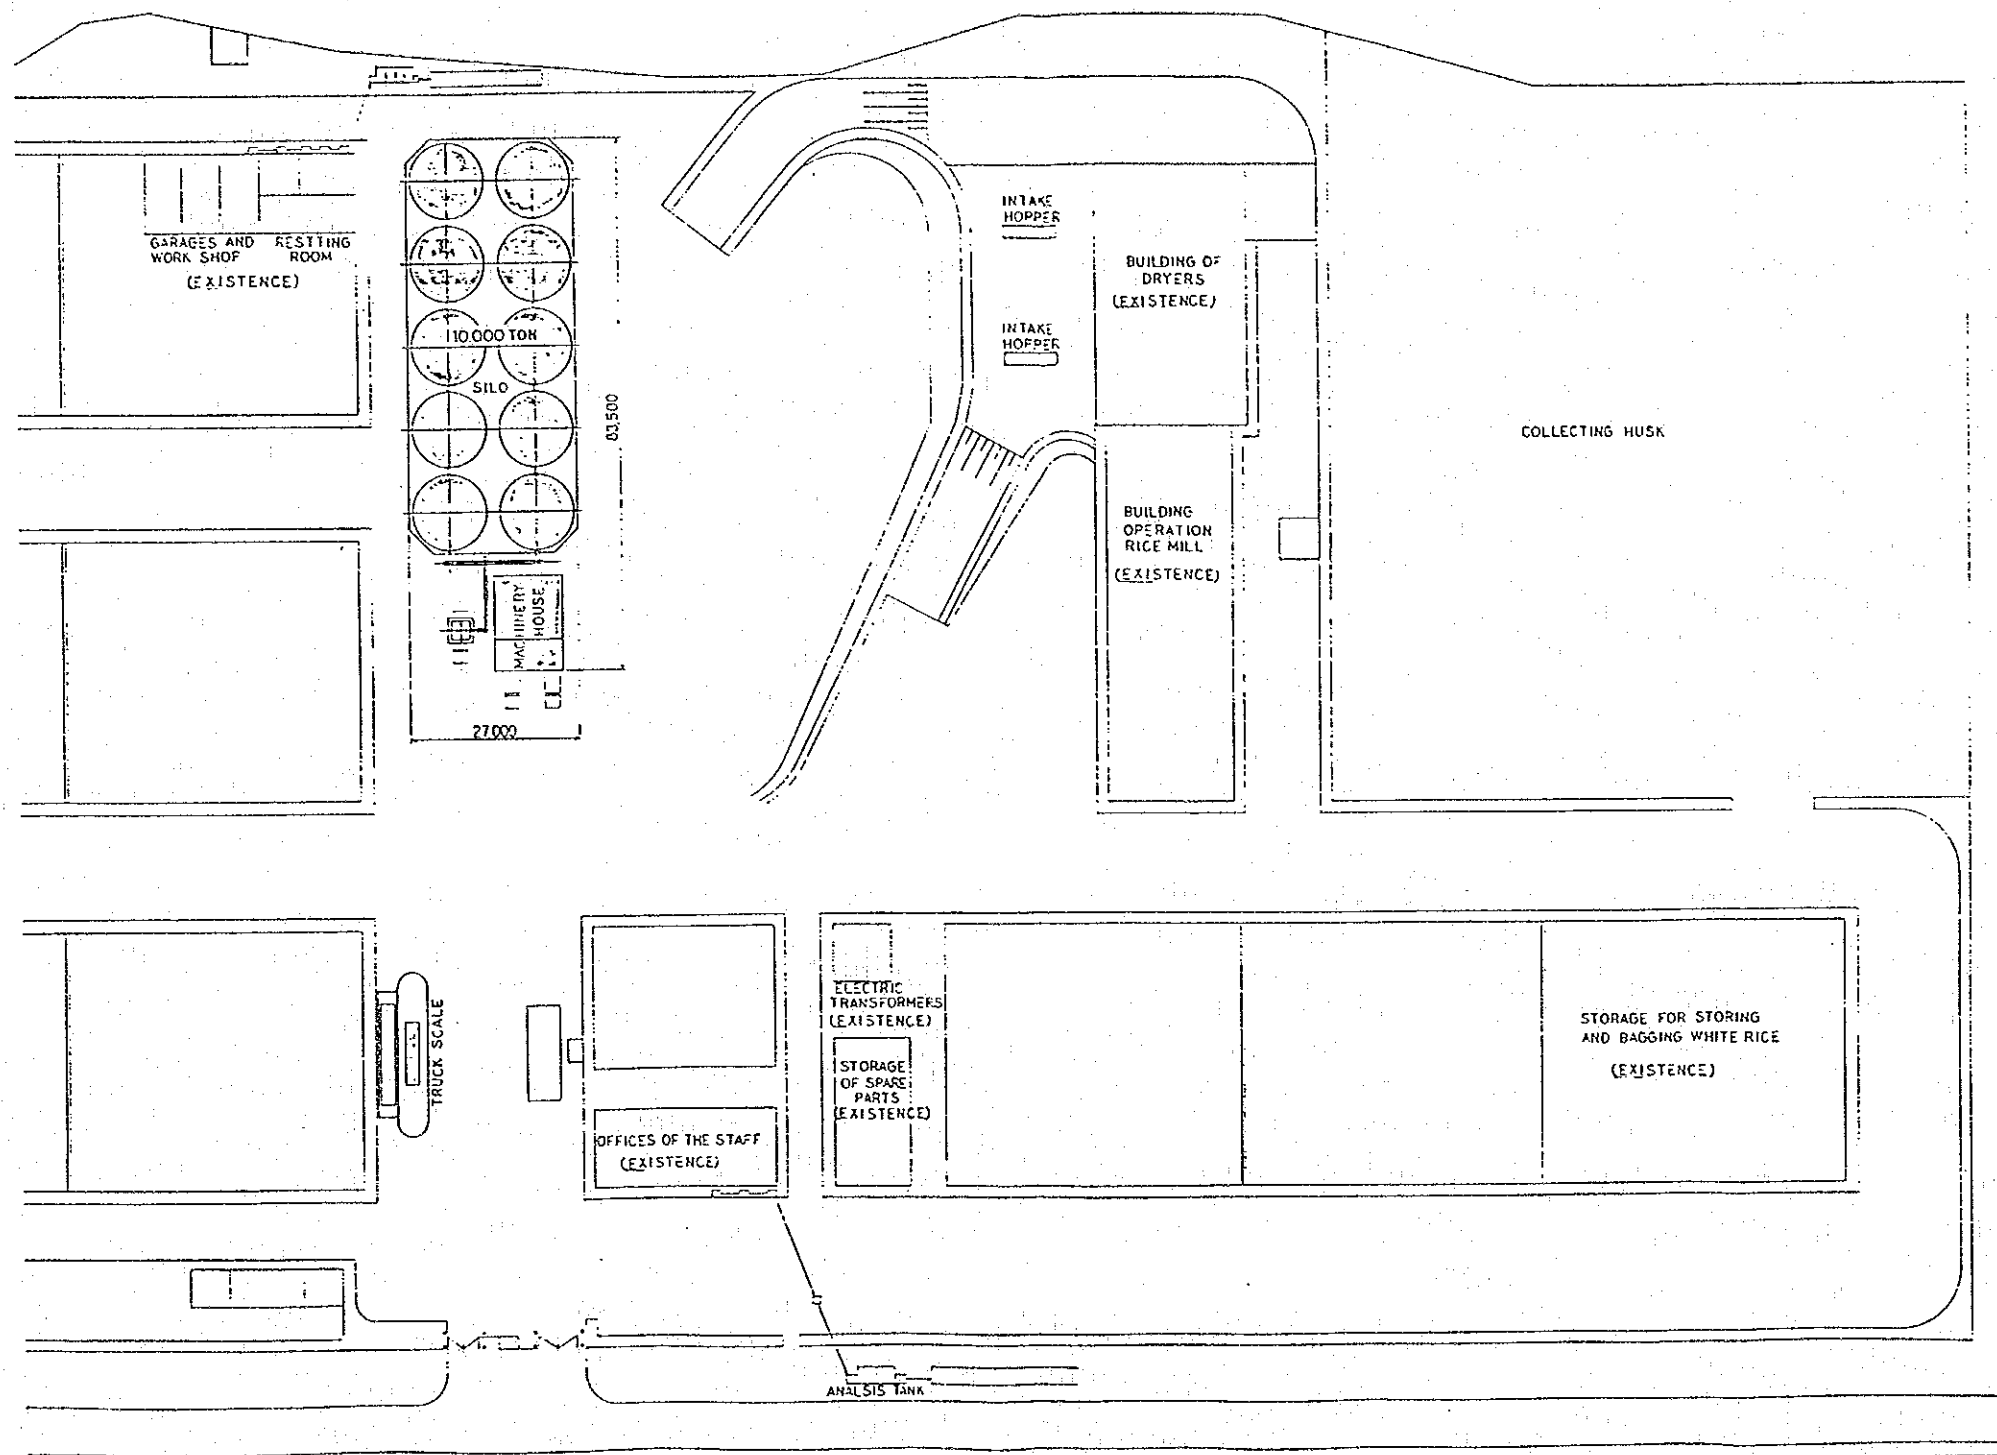 INTAKE
HOPPER
GARAGES AND
WORK SHOF
(EXISTENCE)
RESTTING
ROOM
BUILDING OF
DRYERS
(EXISTENCE)
10.000 TON
SILO
INTAKE
HOPPER
83,500
COLLECTING HUSK
BUILDING
OPERATION
RICE MILL
(EXISTENCE)
MACHINERY
HOUSE
27000
TRUCK SCALE
ELECTRIC
TRANSFORMERS
(EXISTENCE)
STORAGE FOR STORING
AND BAGGING WHITE RICE
(EXISTENCE)
STORAGE
OF SPARE
PARTS
(EXISTENCE)
OFFICES OF THE STAFF
(EXISTENCE)
ANALSIS TANK